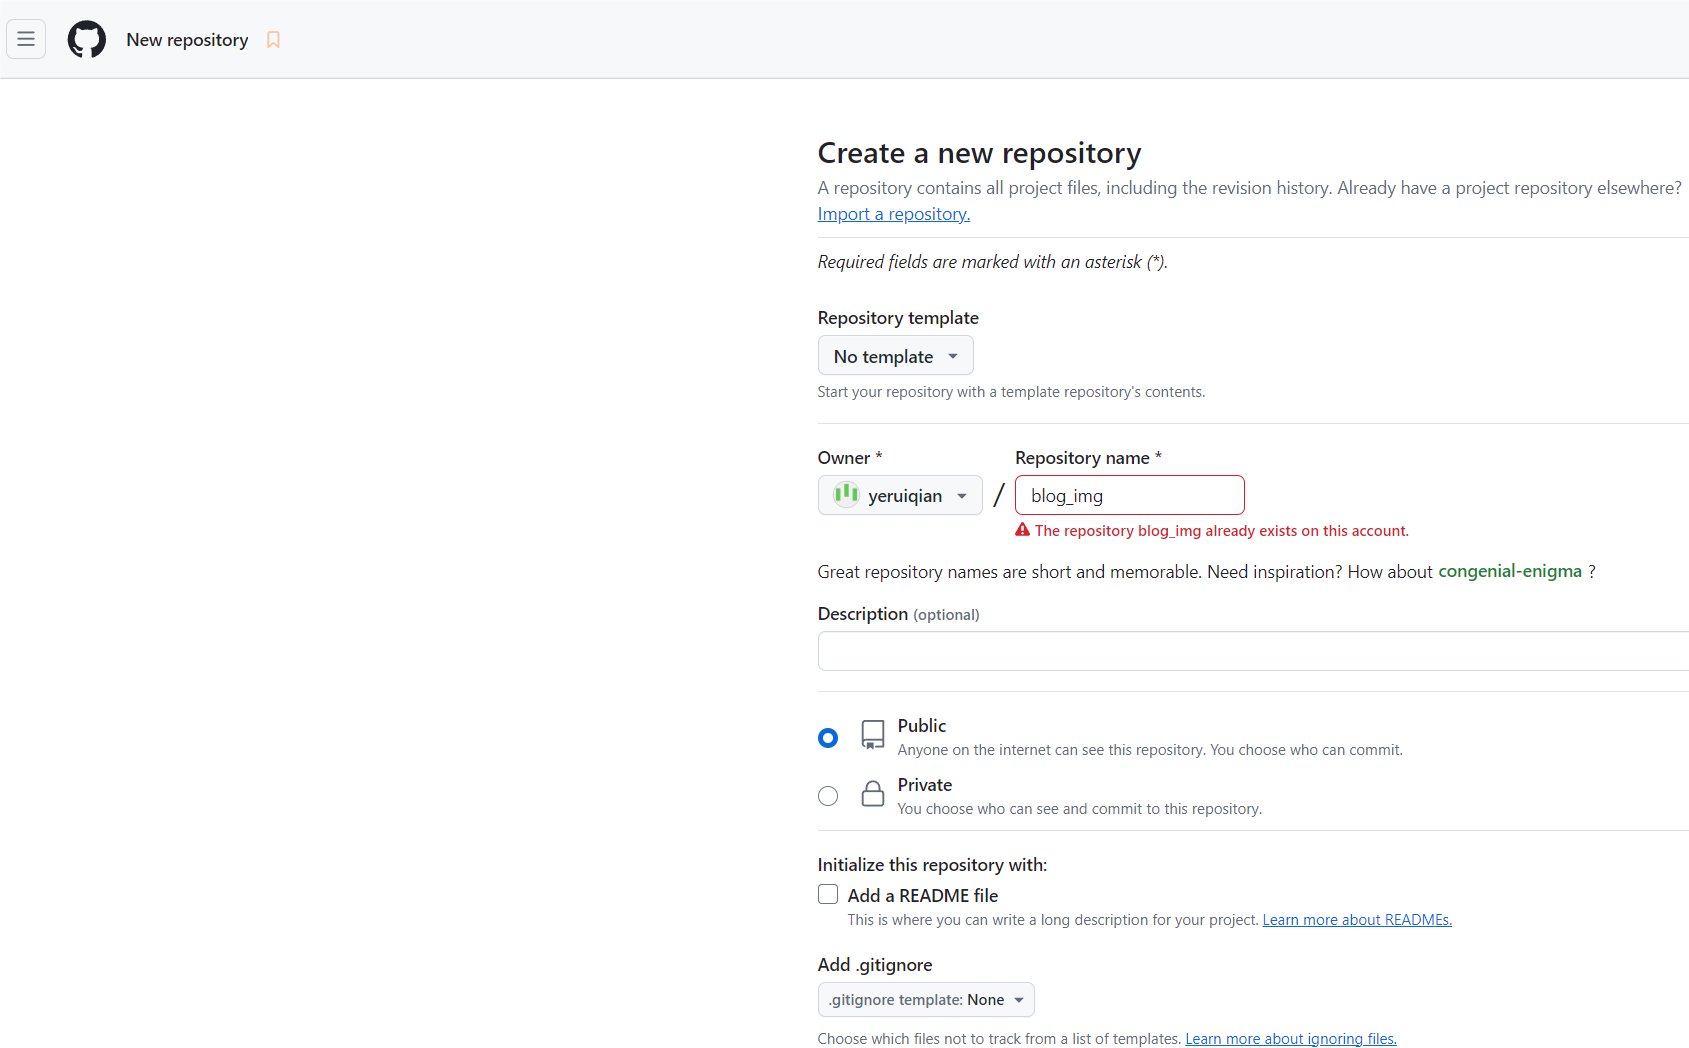 New repository
Create a new repository
A repository contains all project files, including the revision history. Already have a project repository elsewhere?
Import a repository.
Required fields are marked with an asterisk (*).
Repository template
No template
Start your repository with a template repository's contents.
Owner *
Repository name *
yeruiqian
/
blog_img
The repository blog_img already exists on this account.
Great repository names are short and memorable. Need inspiration? How about congenial-enigma ?
Description (optional)
Public
Anyone on the internet can see this repository. You choose who can commit.
Private
You choose who can see and commit to this repository.
Initialize this repository with:
Add a README file
This is where you can write a long description for your project. Learn more about READMEs.
Add .gitignore
.gitignore template: None
Choose which files not to track from a list of templates. Learn more about ignoring files.